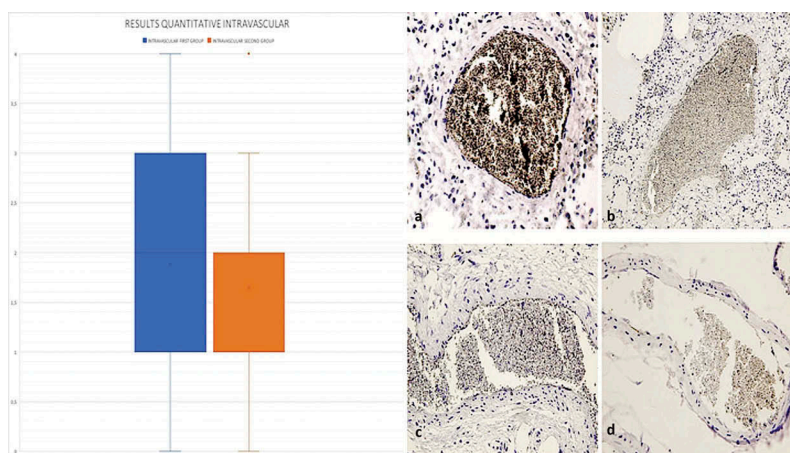 RESULTS QUANTITATIVE INTRAVASCULAR
INTRAVASCULAR FIRST GROUP INTRAVASCULAR SECOND GROUP
4
3,5
3
2,5
2
1,5
1
0,5
0
a
b
c
d